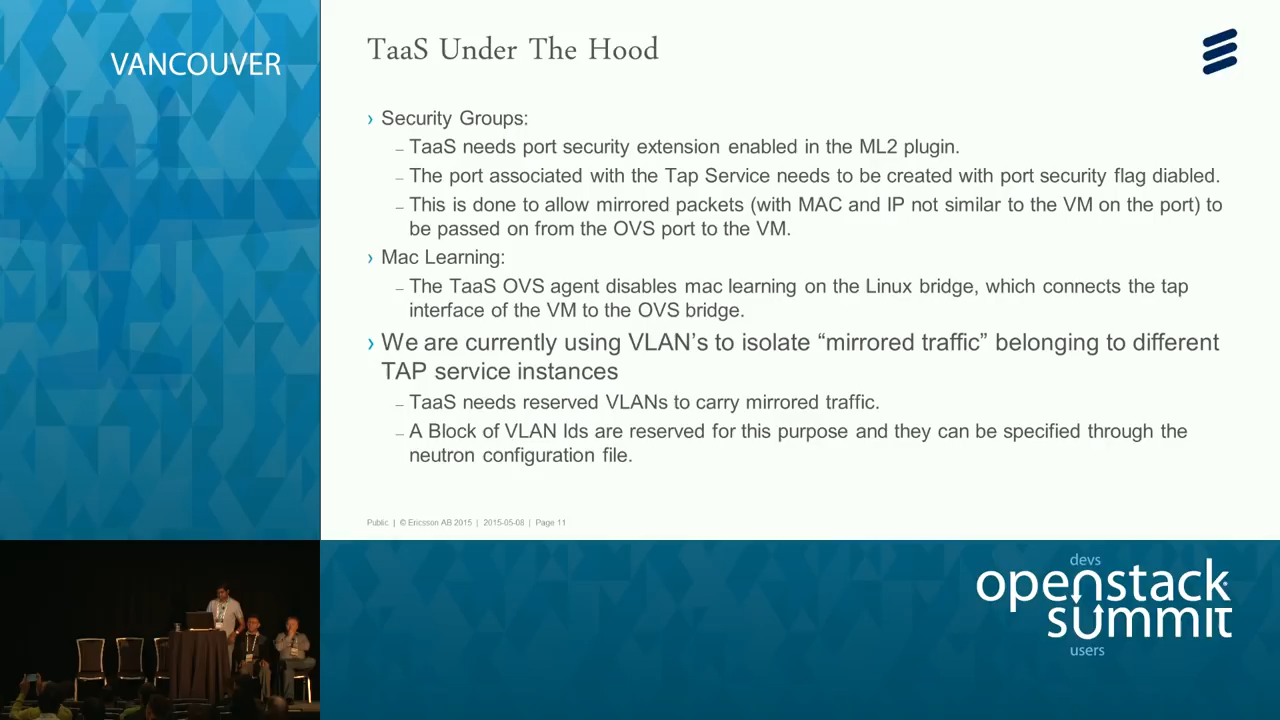 VANCOUVER
TaaS Under The Hood
› Security Groups:
– TaaS needs port security extension enabled in the ML2 plugin.
– The port associated with the Tap Service needs to be created with port security flag diabled.
– This is done to allow mirrored packets (with MAC and IP not similar to the VM on the port) to
be passed on from the OVS port to the VM.
› Mac Learning:
– The TaaS OVS agent disables mac learning on the Linux bridge, which connects the tap
interface of the VM to the OVS bridge.
› We are currently using VLAN’s to isolate “mirrored traffic” belonging to different
TAP service instances
– TaaS needs reserved VLANs to carry mirrored traffic.
– A Block of VLAN Ids are reserved for this purpose and they can be specified through the
neutron configuration file.
Public | © Ericsson AB 2015 | 2015-05-08 | Page 11
devs
openstack
summit
users